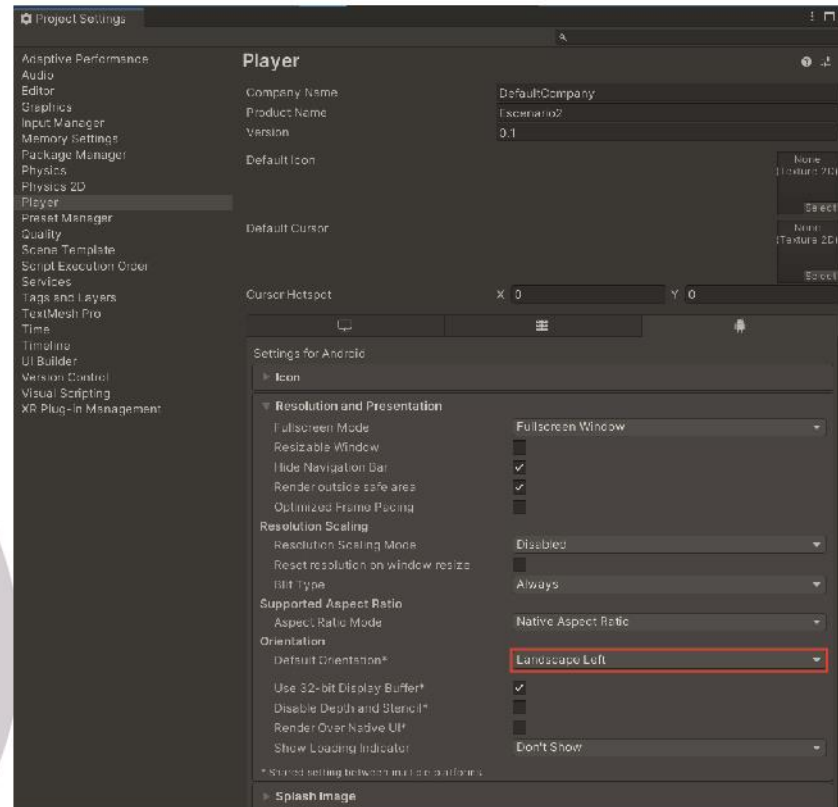 Project Settings
Adaptive Performance
Audio
Editor
Graphics
Input Manager
Memory Settings
Package Manager
Physics
Physics 2D
Player
Preset Manager
Quality
Scene Template
Script Execution Order
Services
Tags and Layers
TextMesh Pro
Time
Timeline
UI Builder
Version Control
Visual Scripting
XR Plug-in Management
Player
Company Name DefaultCompany
Product Name Escenario2
Version 0.1
Default Icon
None
(Texture 2D)
Select
Default Cursor
None
(Texture 2D)
Select
Cursor Hotspot X 0 Y 0
Settings for Android
Icon
Resolution and Presentation
Fullscreen Mode Fullscreen Window
Resizable Window
Hide Navigation Bar
Render outside safe area
Optimized Frame Pacing
Resolution Scaling
Resolution Scaling Mode Disabled
Reset resolution on window resize
Blit Type Always
Supported Aspect Ratio
Aspect Ratio Mode Native Aspect Ratio
Orientation
Default Orientation* Landscape Left
Use 32-bit Display Buffer*
Disable Depth and Stencil*
Render Over Native UI*
Show Loading Indicator Don't Show
* Shared setting between multiple platforms
Splash Image